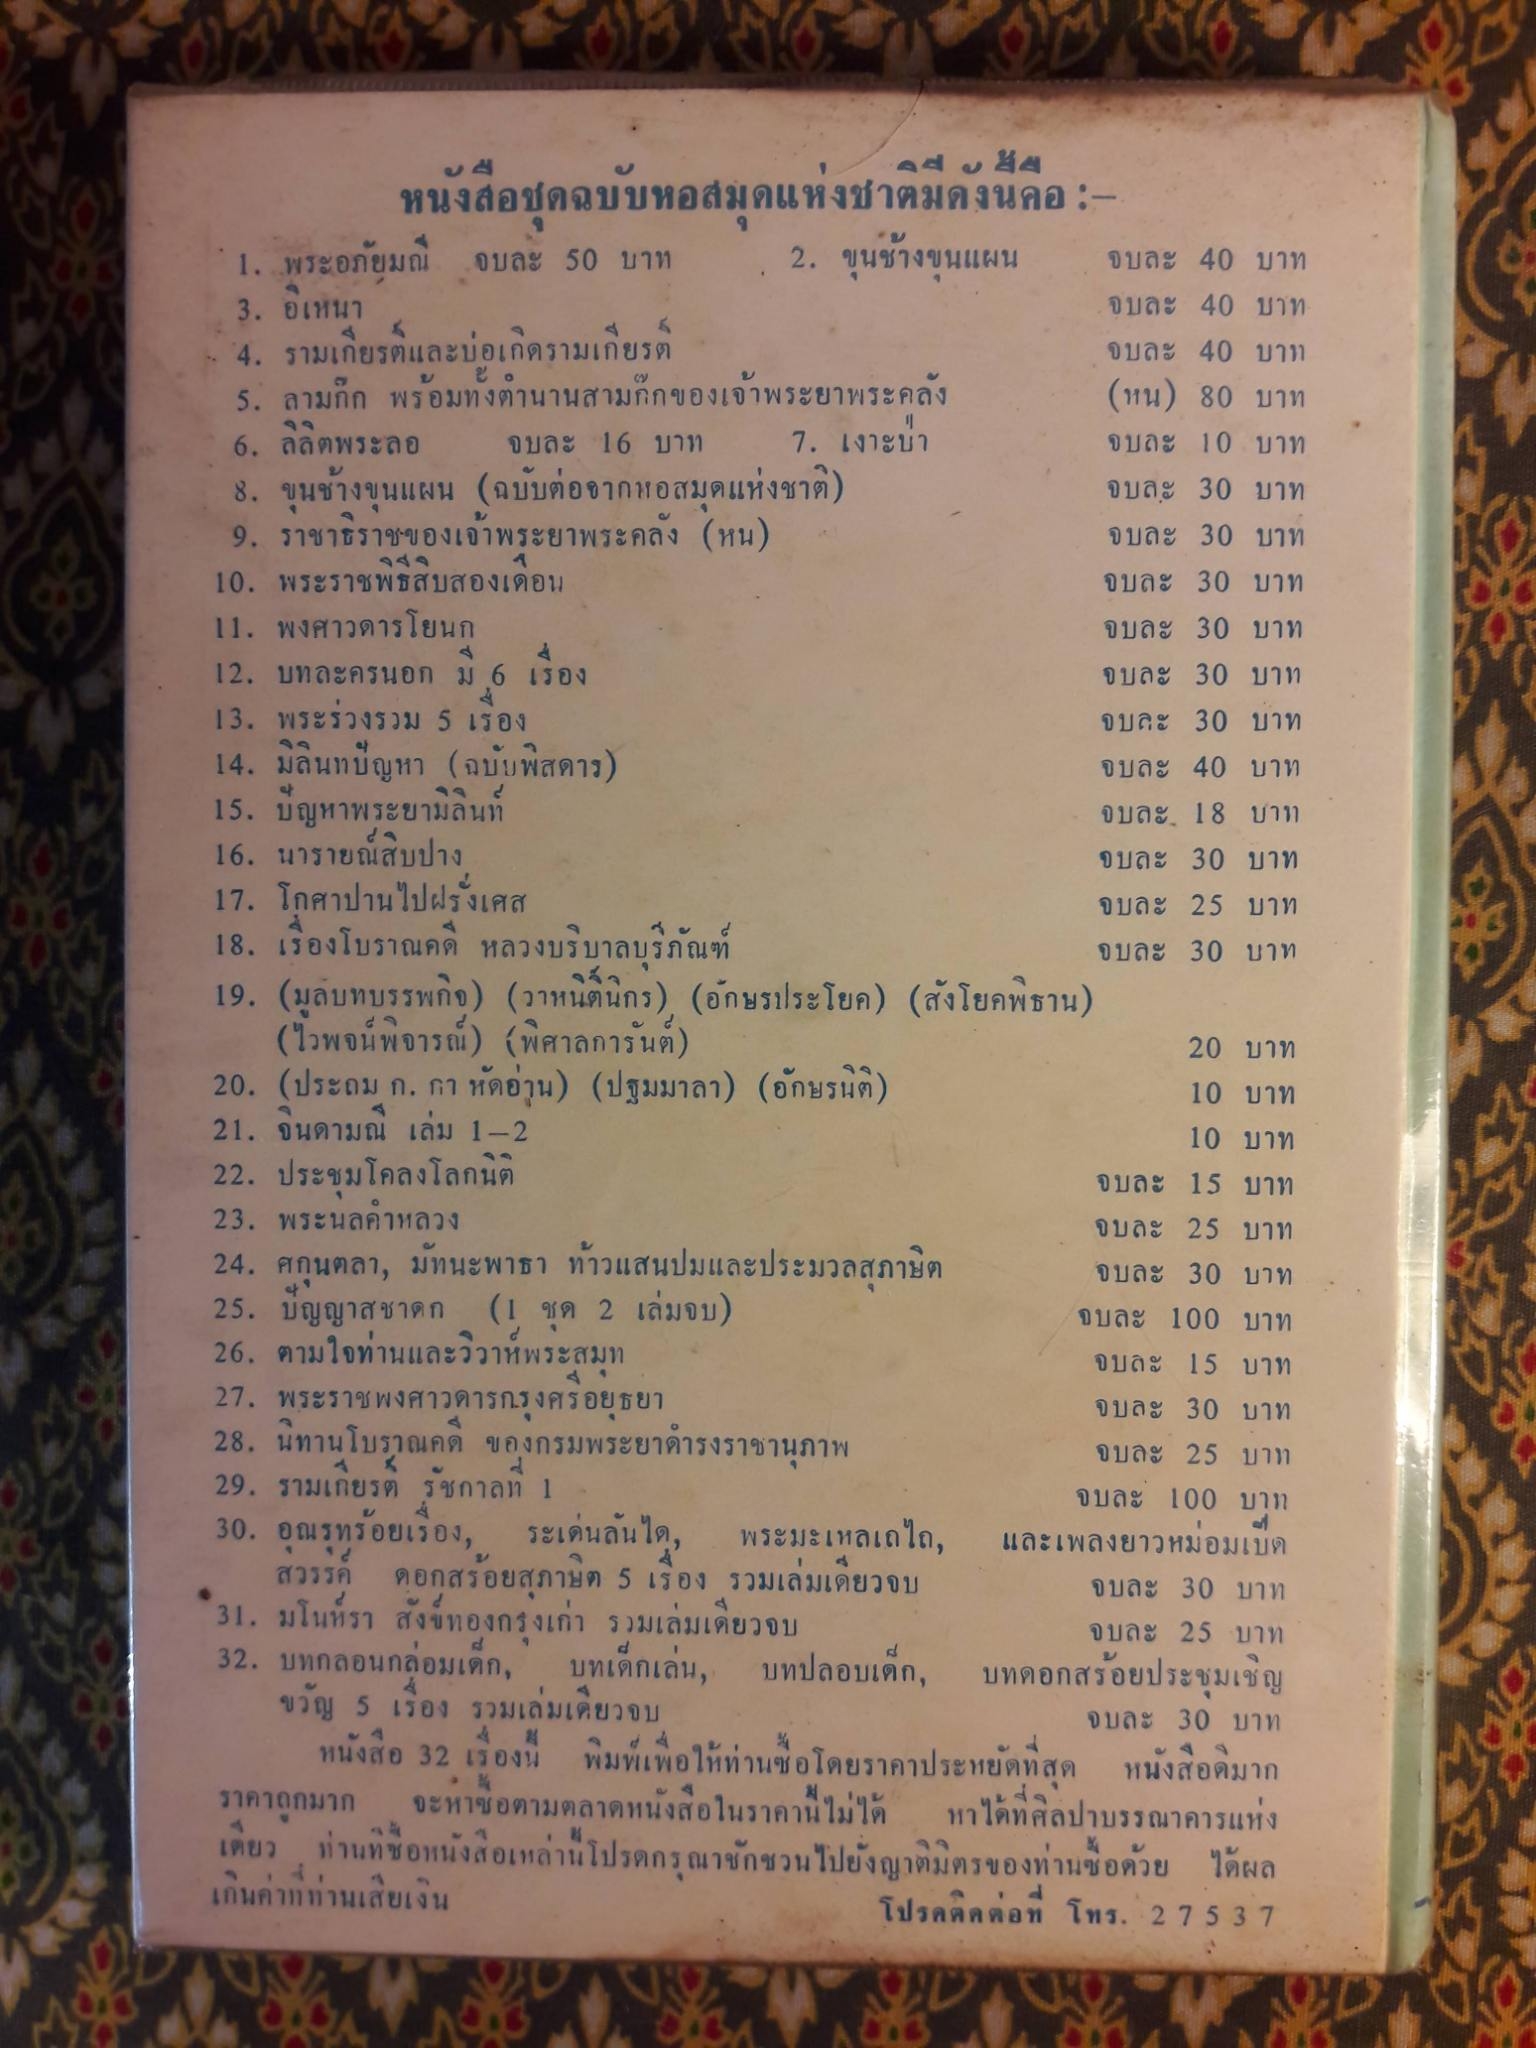 หนังสือชุดฉบับหอสมุดแห่งชาติมีดังนี้คือ :–
1. พระอภัยมณี จบละ 50 บาท 2. ขุนช้างขุนแผน จบละ 40 บาท
3. อิเหนา จบละ 40 บาท
4. รามเกียรติ์และบ่อเกิดรามเกียรติ์ จบละ 40 บาท
5. สามก๊ก พร้อมทั้งตำนานสามก๊กของเจ้าพระยาพระคลัง (หน) 80 บาท
6. ลิลิตพระลอ จบละ 16 บาท 7. เงาะป่า จบละ 10 บาท
8. ขุนช้างขุนแผน (ฉบับต่อจากหอสมุดแห่งชาติ) จบละ 30 บาท
9. ราชาธิราชของเจ้าพระยาพระคลัง (หน) จบละ 30 บาท
10. พระราชพิธีสิบสองเดือน จบละ 30 บาท
11. พงศาวดารโยนก จบละ 30 บาท
12. บทละครนอก มี 6 เรื่อง จบละ 30 บาท
13. พระร่วงรวม 5 เรื่อง จบละ 30 บาท
14. มิลินทปัญหา (ฉบับพิสดาร) จบละ 40 บาท
15. ปัญหาพระยามิลินท์ จบละ 18 บาท
16. นารายณ์สิบปาง จบละ 30 บาท
17. โกศาปานไปฝรั่งเศส จบละ 25 บาท
18. เรื่องโบราณคดี หลวงบริบาลบุรีภัณฑ์ จบละ 30 บาท
19. (มูลบทบรรพกิจ) (วาหนิติ์นิกร) (อักษรประโยค) (สังโยคพิธาน)
(ไวพจน์พิจารณ์) (พิศาลการันต์) 20 บาท
20. (ประถม ก. กา หัดอ่าน) (ปฐมมาลา) (อักษรนิติ) 10 บาท
21. จินดามณี เล่ม 1–2 10 บาท
22. ประชุมโคลงโลกนิติ จบละ 15 บาท
23. พระนลคำหลวง จบละ 25 บาท
24. ศกุนตลา, มัทนะพาธา ท้าวแสนปมและประมวลสุภาษิต จบละ 30 บาท
25. ปัญญาสชาดก (1 ชุด 2 เล่มจบ) จบละ 100 บาท
26. ตามใจท่านและวิวาห์พระสมุท จบละ 15 บาท
27. พระราชพงศาวดารกรุงศรีอยุธยา จบละ 30 บาท
28. นิทานโบราณคดี ของกรมพระยาดำรงราชานุภาพ จบละ 25 บาท
29. รามเกียรติ์ รัชกาลที่ 1 จบละ 100 บาท
30. อุณรุทร้อยเรื่อง, ระเด่นลันได, พระมะเหลเถไถ, และเพลงยาวหม่อมเป็ด
สวรรค์ ดอกสร้อยสุภาษิต 5 เรื่อง รวมเล่มเดียวจบ จบละ 30 บาท
31. มโนห์รา สังข์ทองกรุงเก่า รวมเล่มเดียวจบ จบละ 25 บาท
32. บทกลอนกล่อมเด็ก, บทเด็กเล่น, บทปลอบเด็ก, บทดอกสร้อยประชุมเชิญ
ขวัญ 5 เรื่อง รวมเล่มเดียวจบ จบละ 30 บาท
หนังสือ 32 เรื่องนี้ พิมพ์เพื่อให้ท่านซื้อโดยราคาประหยัดที่สุด หนังสือดีมาก
ราคาถูกมาก จะหาซื้อตามตลาดหนังสือในราคานี้ไม่ได้ หาได้ที่ศิลปาบรรณาคารแห่ง
เดียว ท่านที่ซื้อหนังสือเหล่านี้โปรดกรุณาชักชวนไปยังญาติมิตรของท่านซื้อด้วย ได้ผล
เกินค่าที่ท่านเสียเงิน โปรดติดต่อที่ โทร. 27537